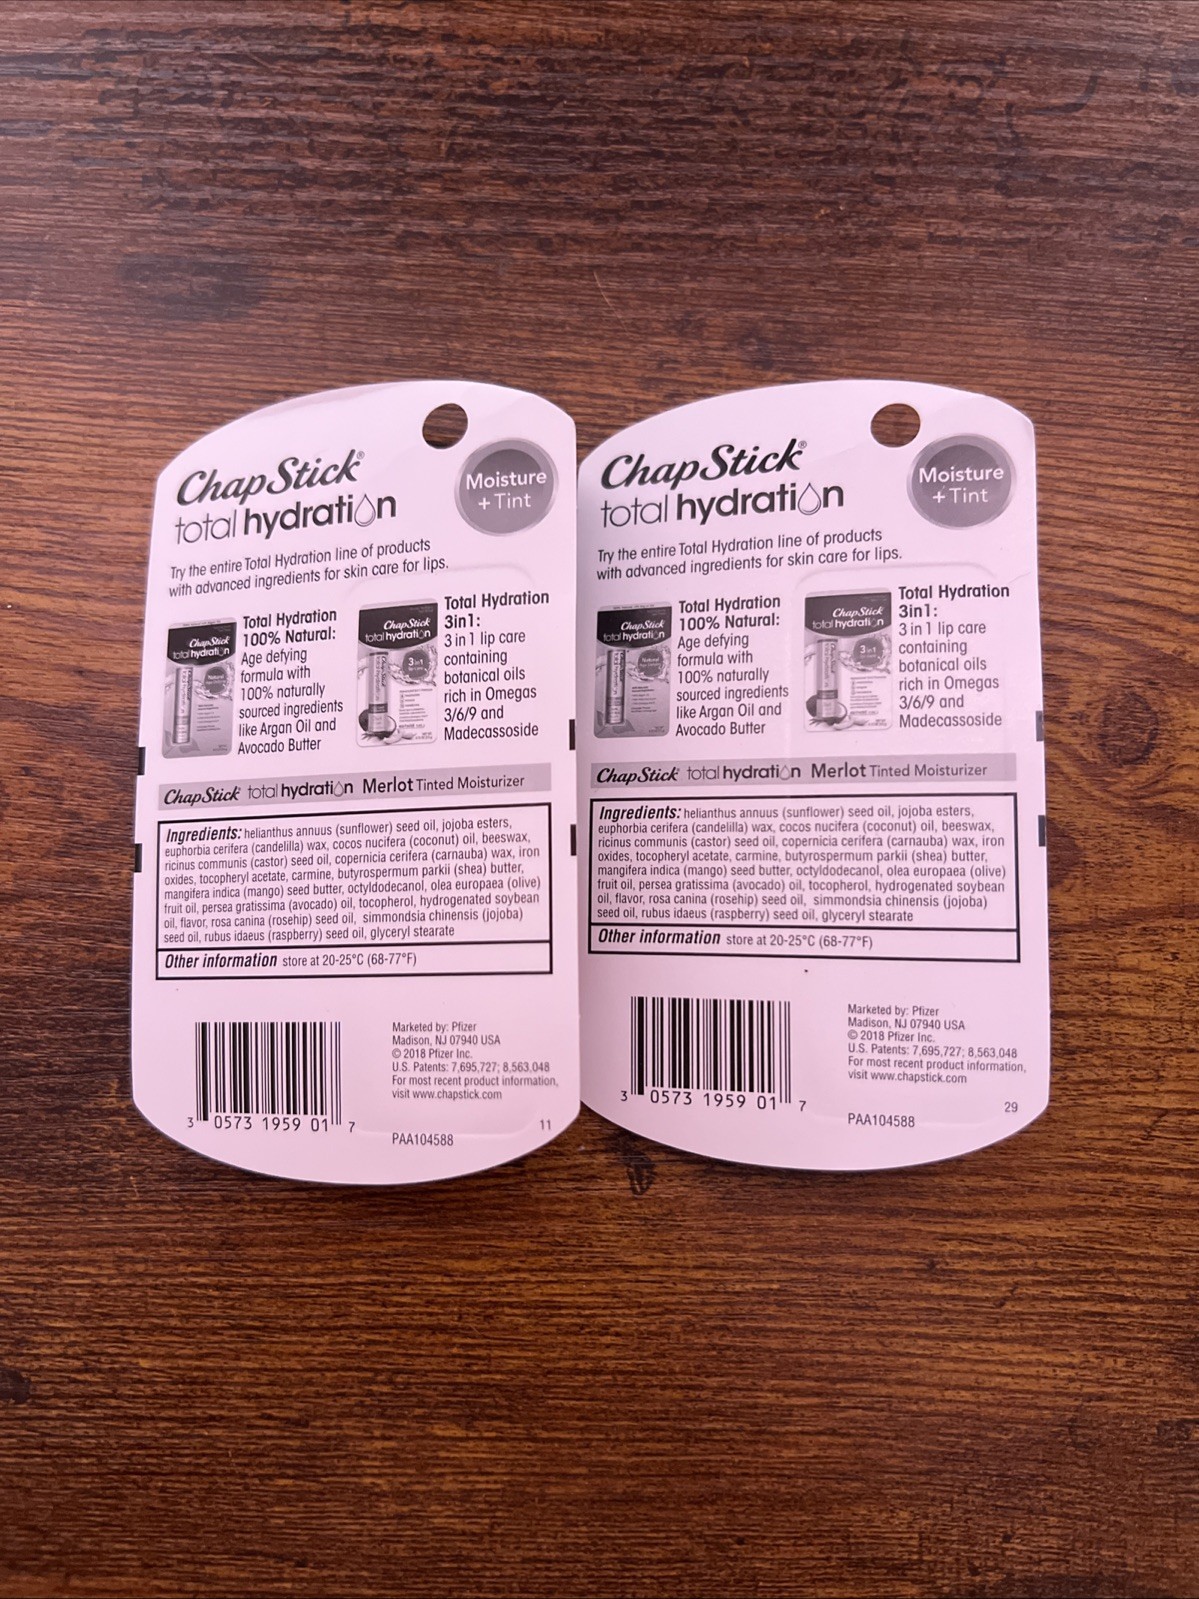 ChapStick®
total hydration
Moisture
+ Tint
Try the entire Total Hydration line of products
with advanced ingredients for skin care for lips.
ChapStick
total hydration
Total Hydration
100% Natural:
Age defying
formula with
100% naturally
sourced ingredients
like Argan Oil and
Avocado Butter
ChapStick
total hydration
3in1
Total Hydration
3in1:
3 in 1 lip care
containing
botanical oils
rich in Omegas
3/6/9 and
Madecassoside
ChapStick total hydration Merlot Tinted Moisturizer
Ingredients: helianthus annuus (sunflower) seed oil, jojoba esters,
euphorbia cerifera (candelilla) wax, cocos nucifera (coconut) oil, beeswax,
ricinus communis (castor) seed oil, copernicia cerifera (carnauba) wax, iron
oxides, tocopheryl acetate, carmine, butyrospermum parkii (shea) butter,
mangifera indica (mango) seed butter, octyldodecanol, olea europaea (olive)
fruit oil, persea gratissima (avocado) oil, tocopherol, hydrogenated soybean
oil, flavor, rosa canina (rosehip) seed oil, simmondsia chinensis (jojoba)
seed oil, rubus idaeus (raspberry) seed oil, glyceryl stearate
Other information store at 20-25°C (68-77°F)
3 0573 1959 01 7
Marketed by: Pfizer
Madison, NJ 07940 USA
© 2018 Pfizer Inc.
U.S. Patents: 7,695,727; 8,563,048
For most recent product information,
visit www.chapstick.com
PAA104588
11
ChapStick®
total hydration
Moisture
+ Tint
Try the entire Total Hydration line of products
with advanced ingredients for skin care for lips.
ChapStick
total hydration
Total Hydration
100% Natural:
Age defying
formula with
100% naturally
sourced ingredients
like Argan Oil and
Avocado Butter
ChapStick
total hydration
3in1
Total Hydration
3in1:
3 in 1 lip care
containing
botanical oils
rich in Omegas
3/6/9 and
Madecassoside
ChapStick total hydration Merlot Tinted Moisturizer
Ingredients: helianthus annuus (sunflower) seed oil, jojoba esters,
euphorbia cerifera (candelilla) wax, cocos nucifera (coconut) oil, beeswax,
ricinus communis (castor) seed oil, copernicia cerifera (carnauba) wax, iron
oxides, tocopheryl acetate, carmine, butyrospermum parkii (shea) butter,
mangifera indica (mango) seed butter, octyldodecanol, olea europaea (olive)
fruit oil, persea gratissima (avocado) oil, tocopherol, hydrogenated soybean
oil, flavor, rosa canina (rosehip) seed oil, simmondsia chinensis (jojoba)
seed oil, rubus idaeus (raspberry) seed oil, glyceryl stearate
Other information store at 20-25°C (68-77°F)
3 0573 1959 01 7
Marketed by: Pfizer
Madison, NJ 07940 USA
© 2018 Pfizer Inc.
U.S. Patents: 7,695,727; 8,563,048
For most recent product information,
visit www.chapstick.com
PAA104588
29